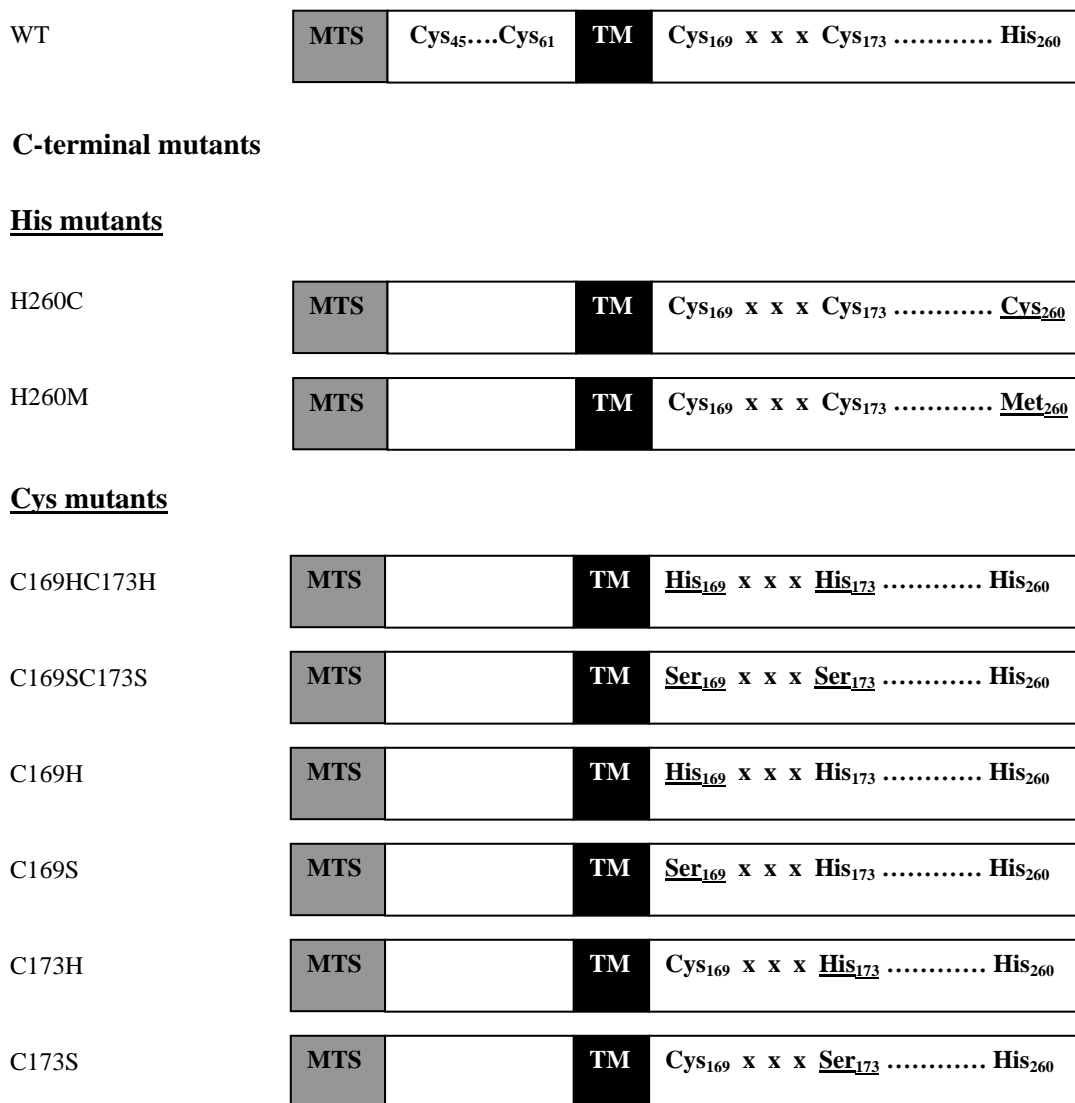 WT MTS Cys45….Cys61 TM Cys169 x x x Cys173 ………… His260
C-terminal mutants
His mutants
H260C MTS TM Cys169 x x x Cys173 ………… Cys260
H260M MTS TM Cys169 x x x Cys173 ………… Met260
Cys mutants
C169HC173H MTS TM His169 x x x His173 ………… His260
C169SC173S MTS TM Ser169 x x x Ser173 ………… His260
C169H MTS TM His169 x x x His173 ………… His260
C169S MTS TM Ser169 x x x His173 ………… His260
C173H MTS TM Cys169 x x x His173 ………… His260
C173S MTS TM Cys169 x x x Ser173 ………… His260